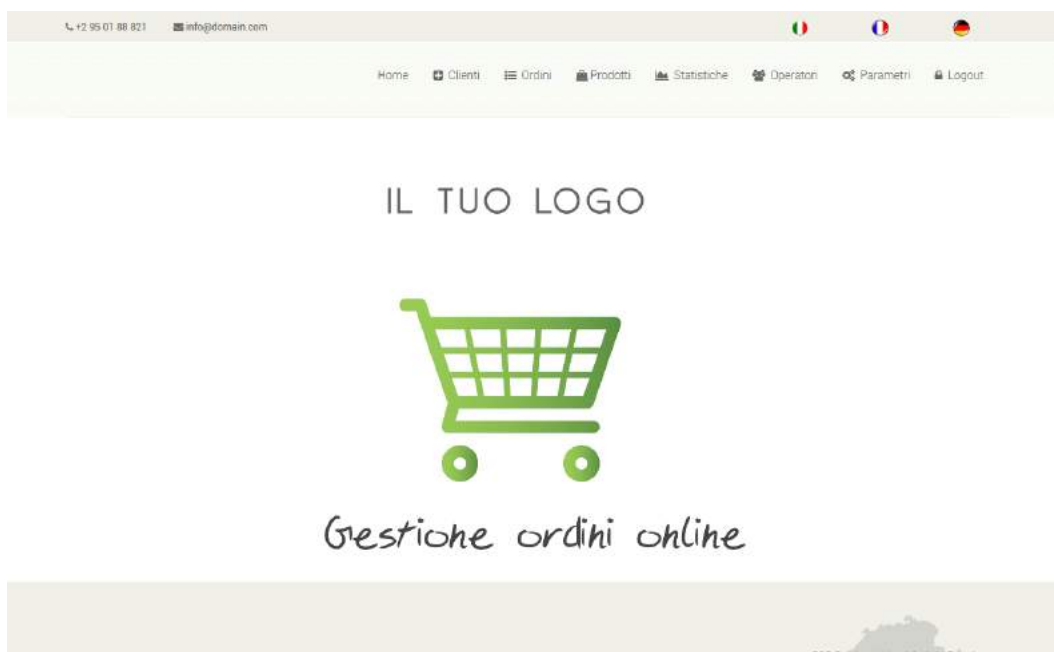 +2 95 01 88 821 info@domain.com
Home Clienti Ordini Prodotti Statistiche Operatori Parametri Logout
IL TUO LOGO
Gestione ordini online